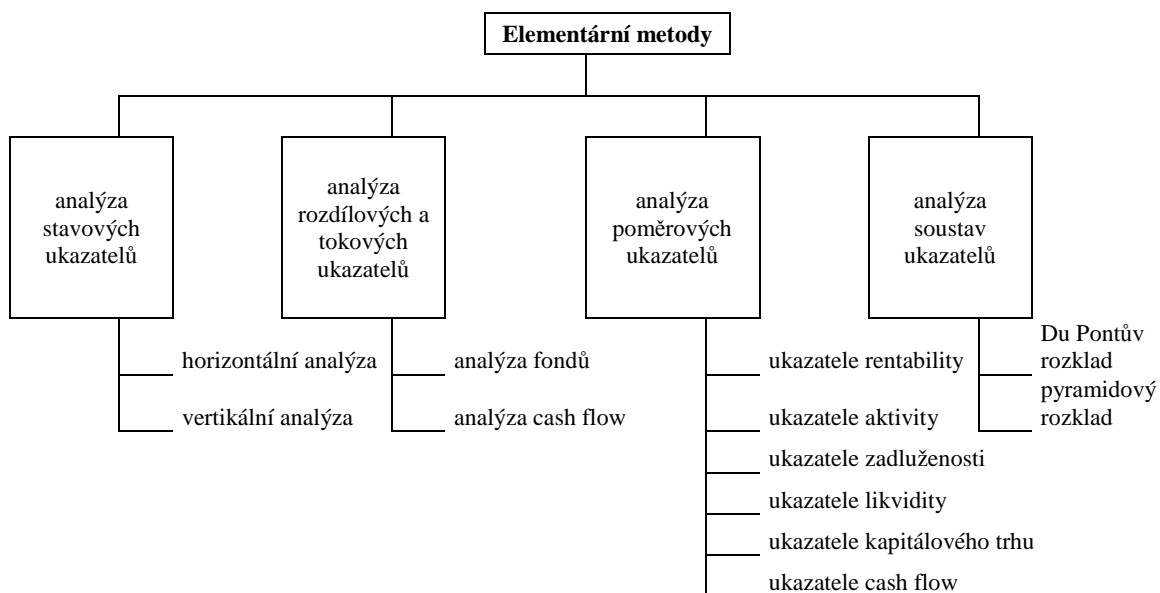 Elementární metody
analýza
stavových
ukazatelů
analýza
rozdílových a
tokových
ukazatelů
analýza
poměrových
ukazatelů
analýza
soustav
ukazatelů
horizontální analýza
vertikální analýza
analýza fondů
analýza cash flow
ukazatele rentability
ukazatele aktivity
ukazatele zadluženosti
ukazatele likvidity
ukazatele kapitálového trhu
ukazatele cash flow
Du Pontův
rozklad
pyramidový
rozklad